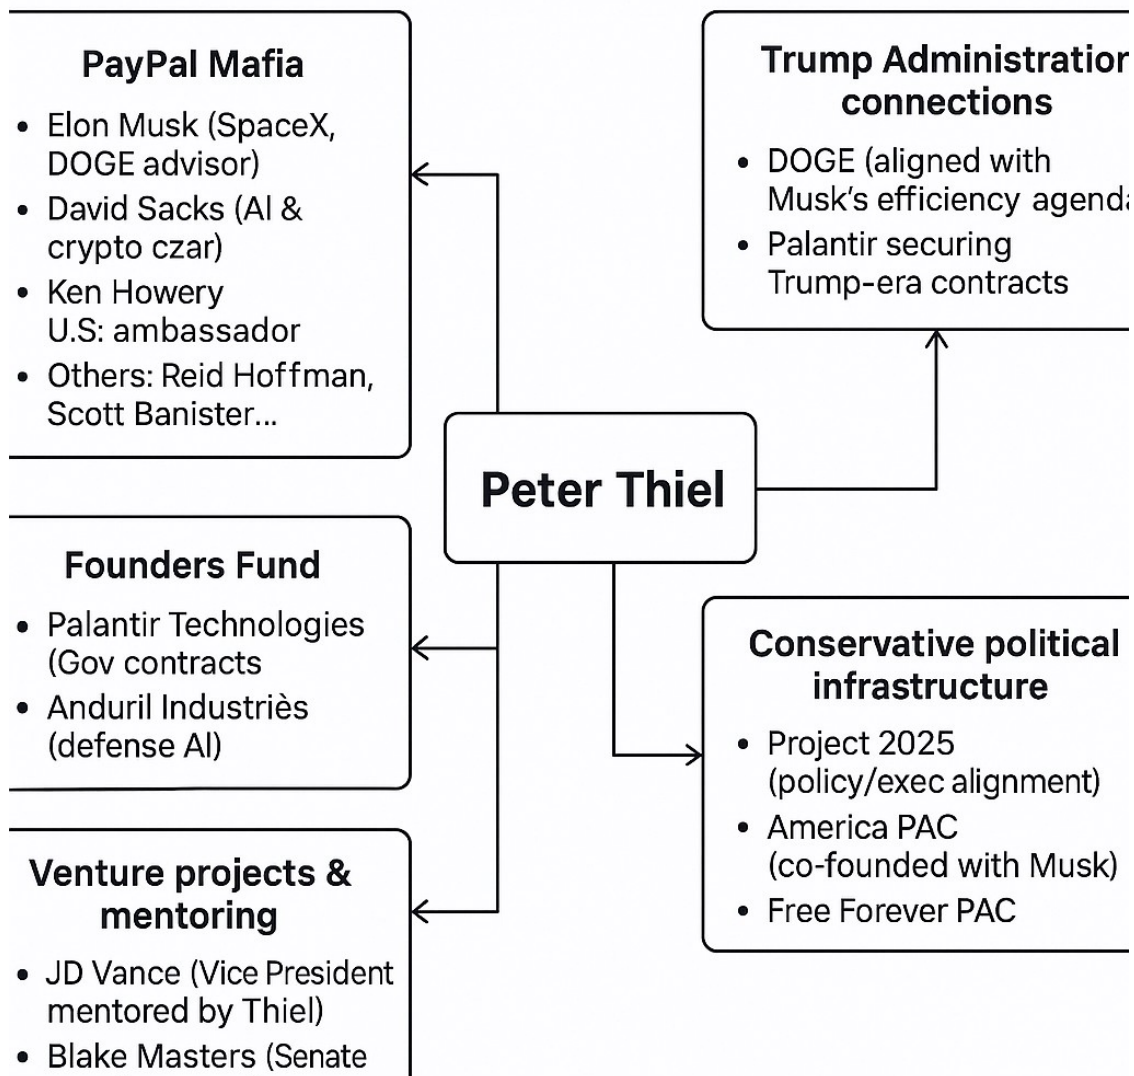 PayPal Mafia
• Elon Musk (SpaceX,
DOGE advisor)
• David Sacks (AI &
crypto czar)
• Ken Howery
U.S: ambassador
• Others: Reid Hoffman,
Scott Banister...
Founders Fund
• Palantir Technologies
(Gov contracts
• Anduril Industriès
(defense AI)
Venture projects &
mentoring
• JD Vance (Vice President
mentored by Thiel)
• Blake Masters (Senate
Peter Thiel
Trump Administration
connections
• DOGE (aligned with
Musk's efficiency agenda
• Palantir securing
Trump-era contracts
Conservative political
infrastructure
• Project 2025
(policy/exec alignment)
• America PAC
(co-founded with Musk)
• Free Forever PAC